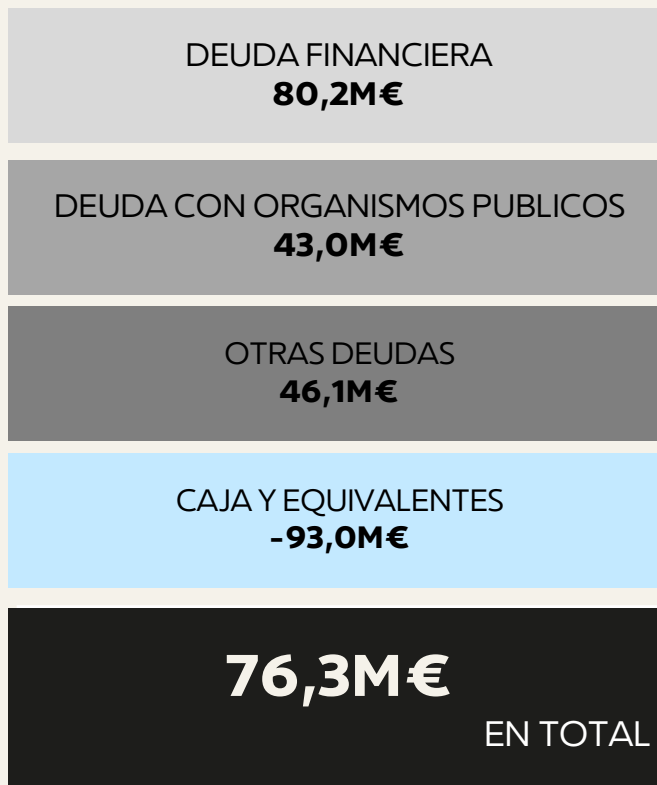 DEUDA FINANCIERA
80,2M€
DEUDA CON ORGANISMOS PUBLICOS
43,0M€
OTRAS DEUDAS
46,1M€
CAJA Y EQUIVALENTES
-93,0M€
76,3M€
EN TOTAL